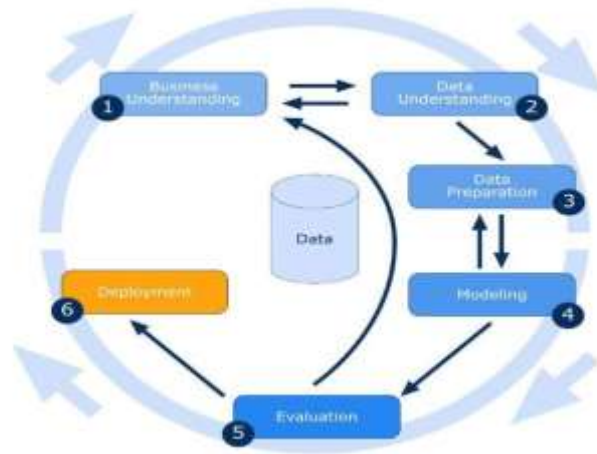 Business
Understanding
1
Data
Understanding
2
Data
Preparation
3
Data
Deployment
6
Modeling
4
Evaluation
5